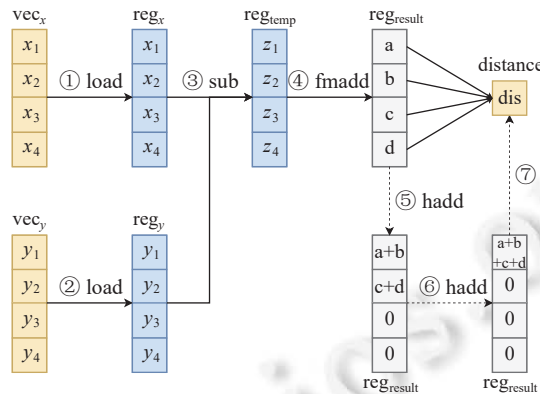 vecₓ
regₓ
reg_temp
reg_result
x₁
x₂
x₃
x₄
① load
x₁
x₂
x₃
x₄
③ sub
z₁
z₂
z₃
z₄
④ fmadd
a
b
c
d
distance
dis
vec_y
reg_y
y₁
y₂
y₃
y₄
② load
y₁
y₂
y₃
y₄
⑤ hadd
a+b
c+d
0
0
reg_result
⑥ hadd
⑦
a+b
+c+d
0
0
0
reg_result